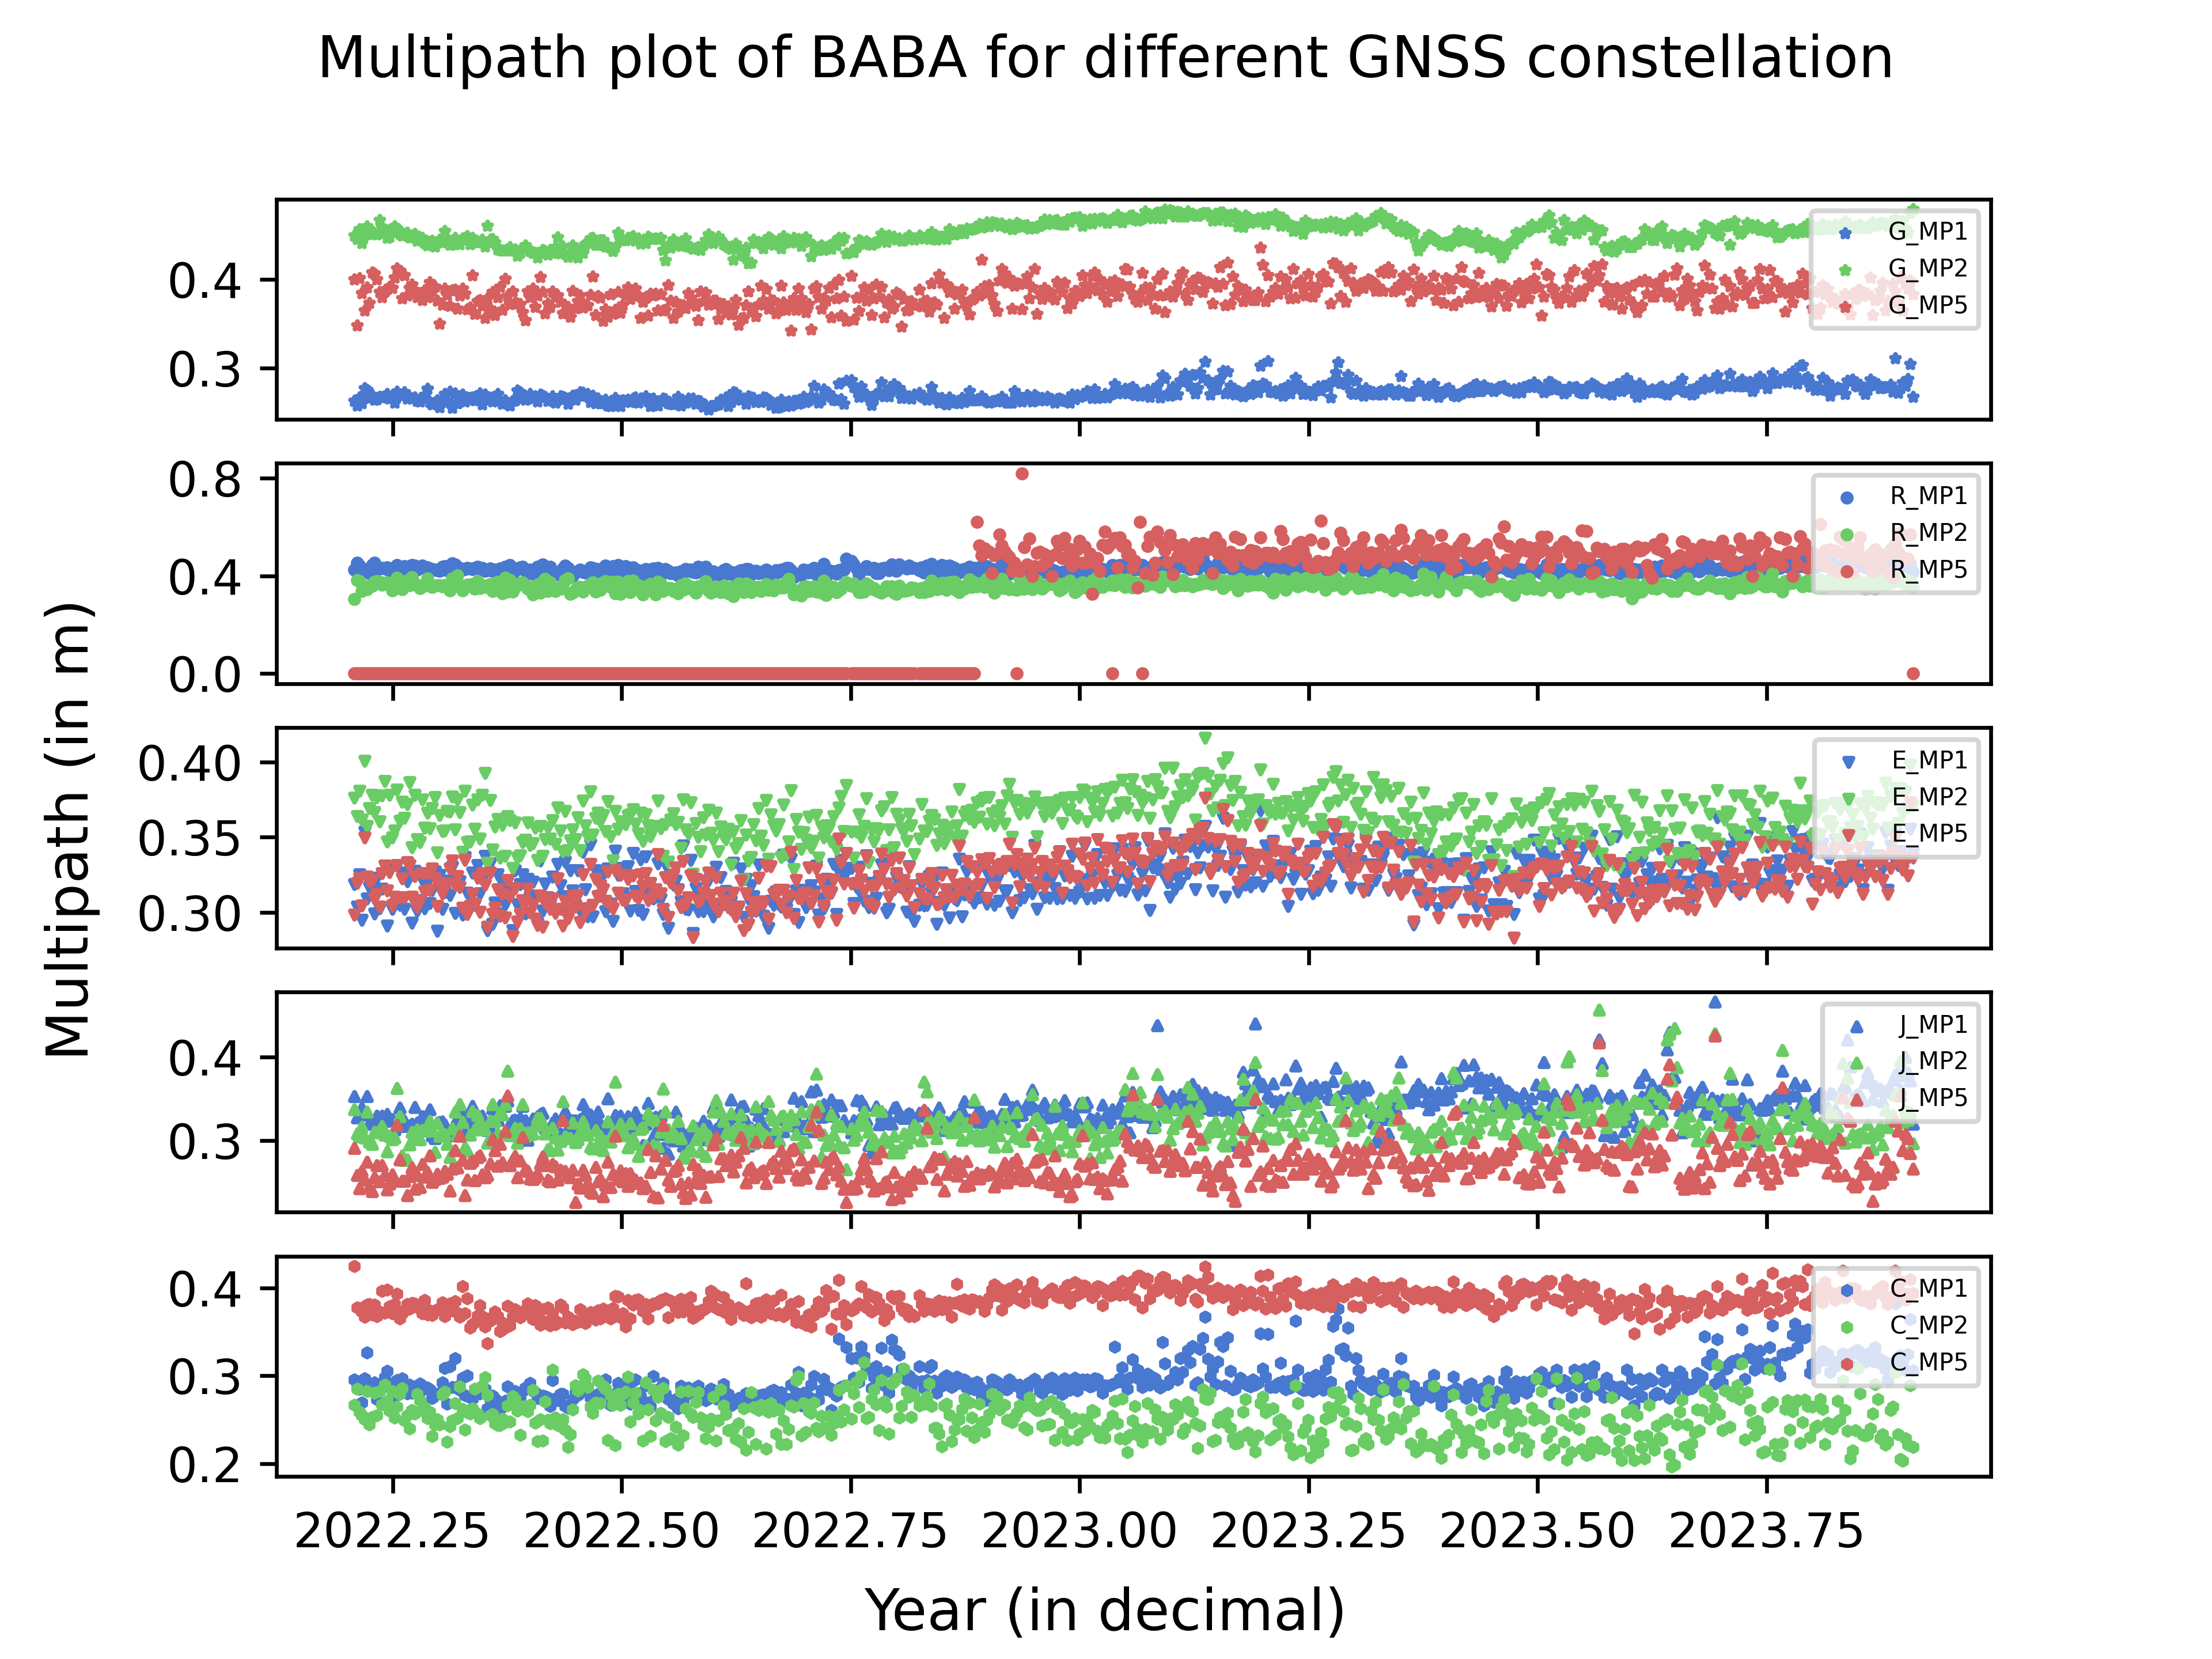 Multipath plot of BABA for different GNSS constellation
Multipath (in m)
0.4
0.3
G_MP1
G_MP2
G_MP5
0.8
0.4
0.0
R_MP1
R_MP2
R_MP5
0.40
0.35
0.30
E_MP1
E_MP2
E_MP5
0.4
0.3
J_MP1
J_MP2
J_MP5
0.4
0.3
0.2
C_MP1
C_MP2
C_MP5
2022.25 2022.50 2022.75 2023.00 2023.25 2023.50 2023.75
Year (in decimal)